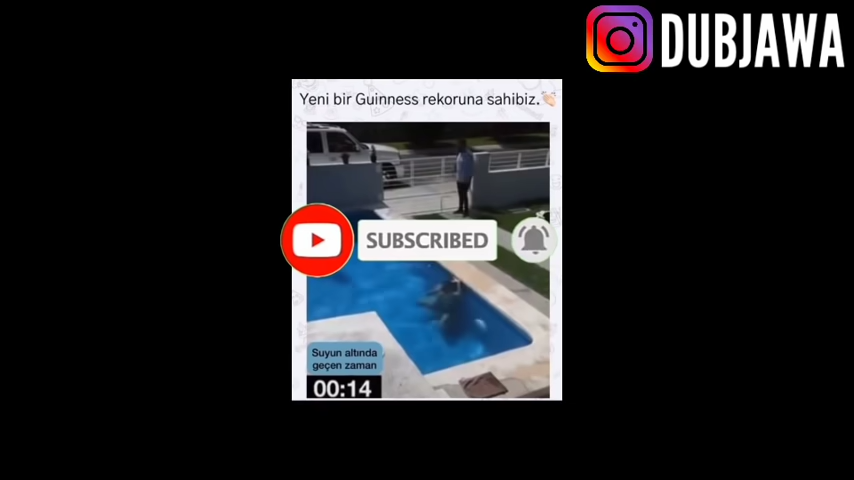 DUBJAWA
Yeni bir Guinness rekoruna sahibiz.👏🏻
SUBSCRIBED
Suyun altında
geçen zaman
00:14